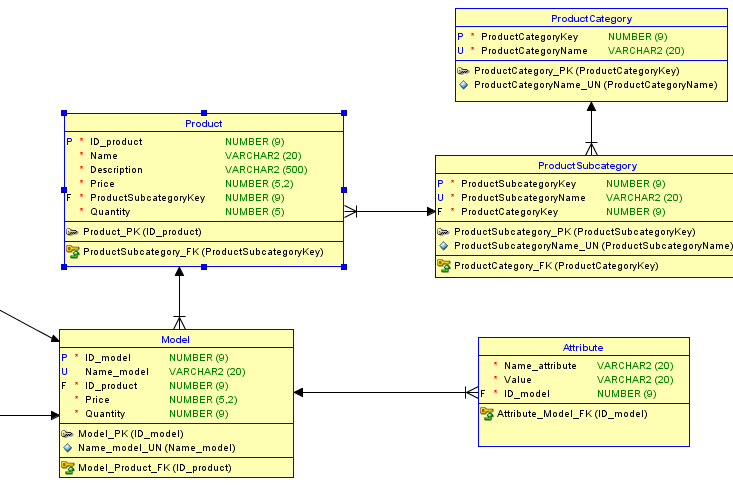 ProductCategory
P * ProductCategoryKey NUMBER (9)
U * ProductCategoryName VARCHAR2 (20)
ProductCategory_PK (ProductCategoryKey)
ProductCategoryName_UN (ProductCategoryName)
Product
P * ID_product NUMBER (9)
* Name VARCHAR2 (20)
* Description VARCHAR2 (500)
* Price NUMBER (5,2)
F * ProductSubcategoryKey NUMBER (9)
* Quantity NUMBER (5)
Product_PK (ID_product)
ProductSubcategory_FK (ProductSubcategoryKey)
ProductSubcategory
P * ProductSubcategoryKey NUMBER (9)
U * ProductSubcategoryName VARCHAR2 (20)
F * ProductCategoryKey NUMBER (9)
ProductSubcategory_PK (ProductSubcategoryKey)
ProductSubcategoryName_UN (ProductSubcategoryName)
ProductCategory_FK (ProductCategoryKey)
Model
P * ID_model NUMBER (9)
U Name_model VARCHAR2 (20)
F * ID_product NUMBER (9)
* Price NUMBER (5,2)
* Quantity NUMBER (9)
Model_PK (ID_model)
Name_model_UN (Name_model)
Model_Product_FK (ID_product)
Attribute
* Name_attribute VARCHAR2 (20)
* Value VARCHAR2 (20)
F * ID_model NUMBER (9)
Attribute_Model_FK (ID_model)